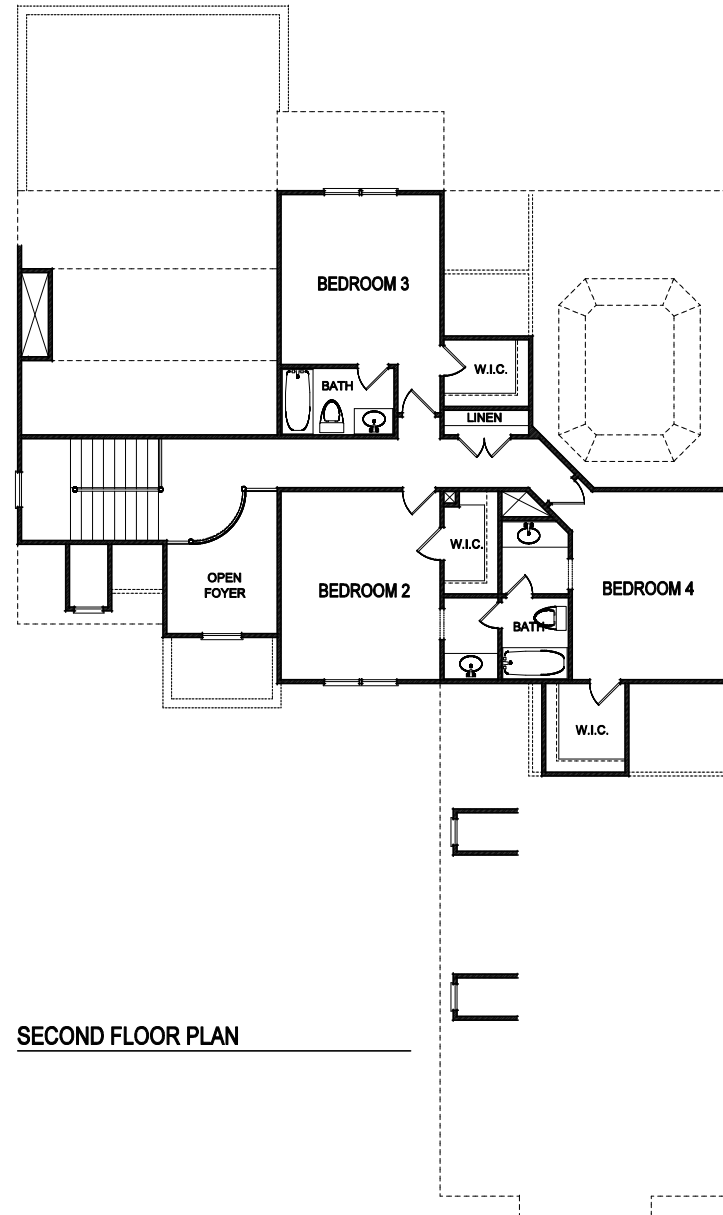 BEDROOM 3
W.I.C.
BATH
LINEN
W.I.C.
OPEN
FOYER
BEDROOM 2
BEDROOM 4
BATH
W.I.C.
SECOND FLOOR PLAN